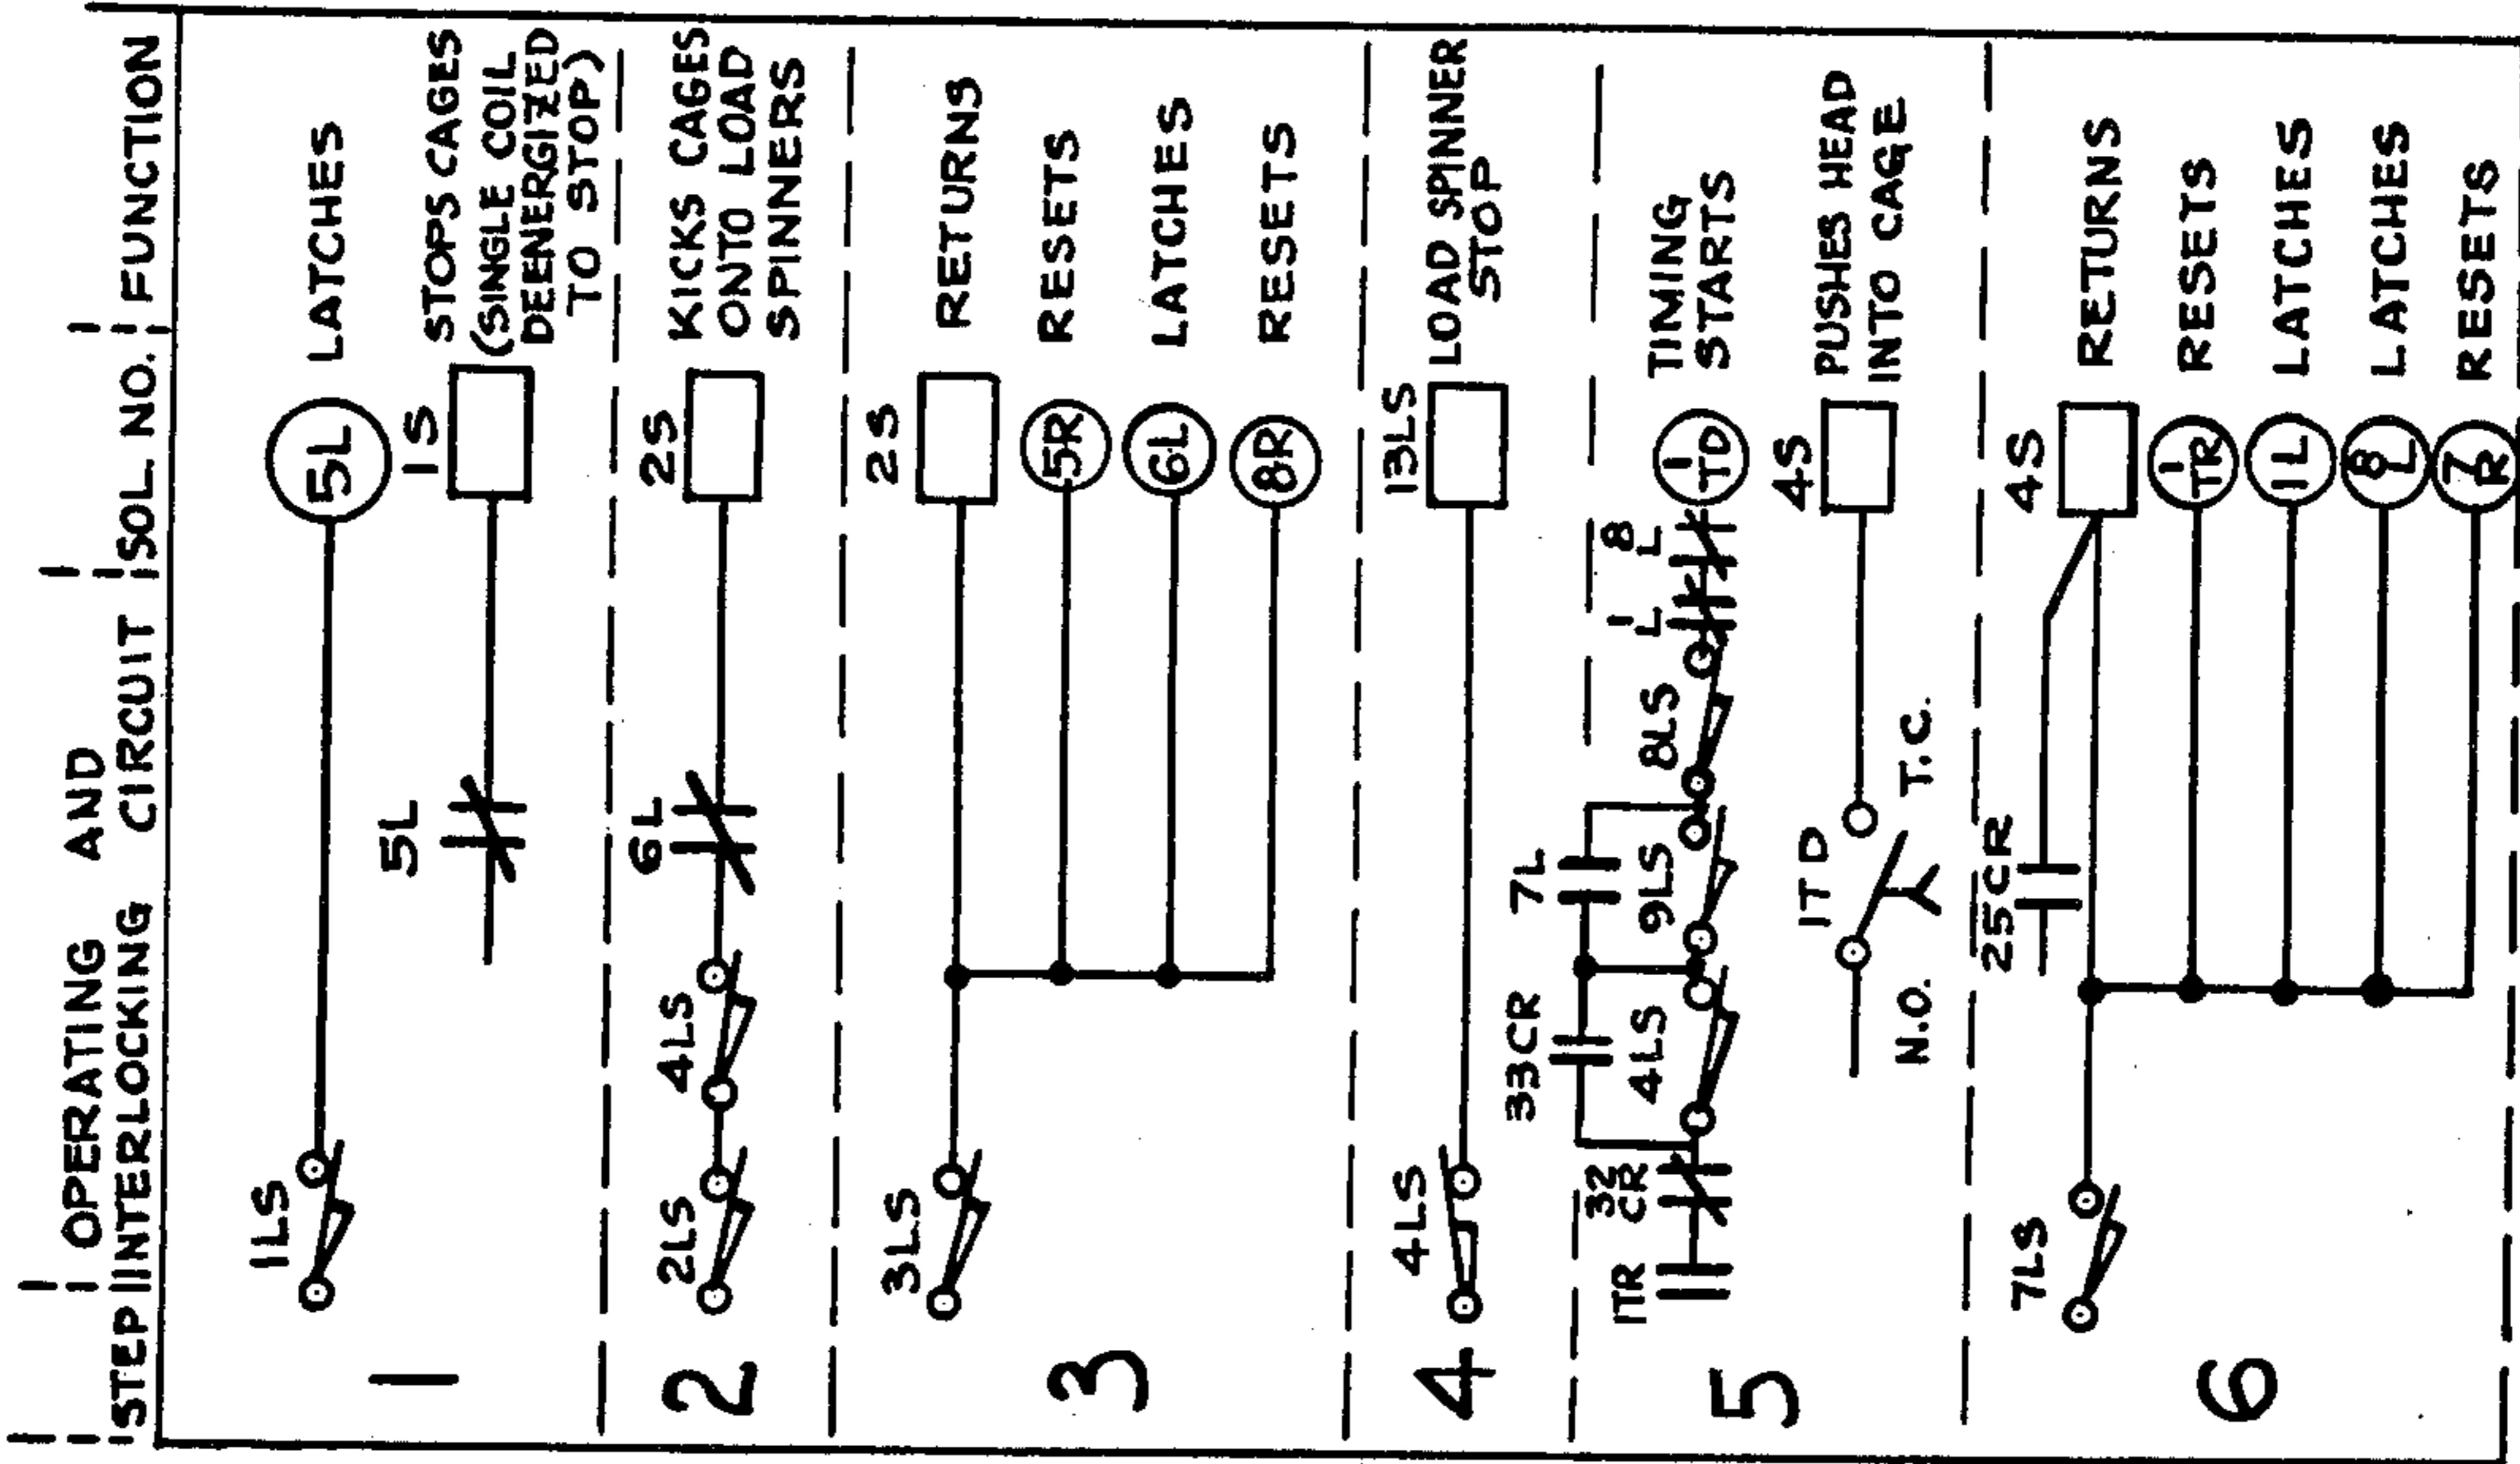 OPERATING AND
STEP INTERLOCKING CIRCUIT SOL NO. FUNCTION
1
1LS
5L
LATCHES
5L
1S
STOPS CAGES
(SINGLE COIL
DEENERGIZED
TO STOP)
2
2LS
4LS
6L
2S
KICKS CAGES
ONTO LOAD
SPINNERS
3
3LS
2S
RETURNS
5R
RESETS
6L
LATCHES
8R
RESETS
4
4LS
13LS
LOAD SPINNER
STOP
5
1TR
32
CR
33CR
4LS
7L
9LS
8LS
1
L
8
L
1
TD
TIMING
STARTS
1TD
N.O.
T.C.
4S
PUSHES HEAD
INTO CAGE
6
7LS
25CR
4S
RETURNS
1
TR
RESETS
1L
LATCHES
8
L
LATCHES
7
R
RESETS